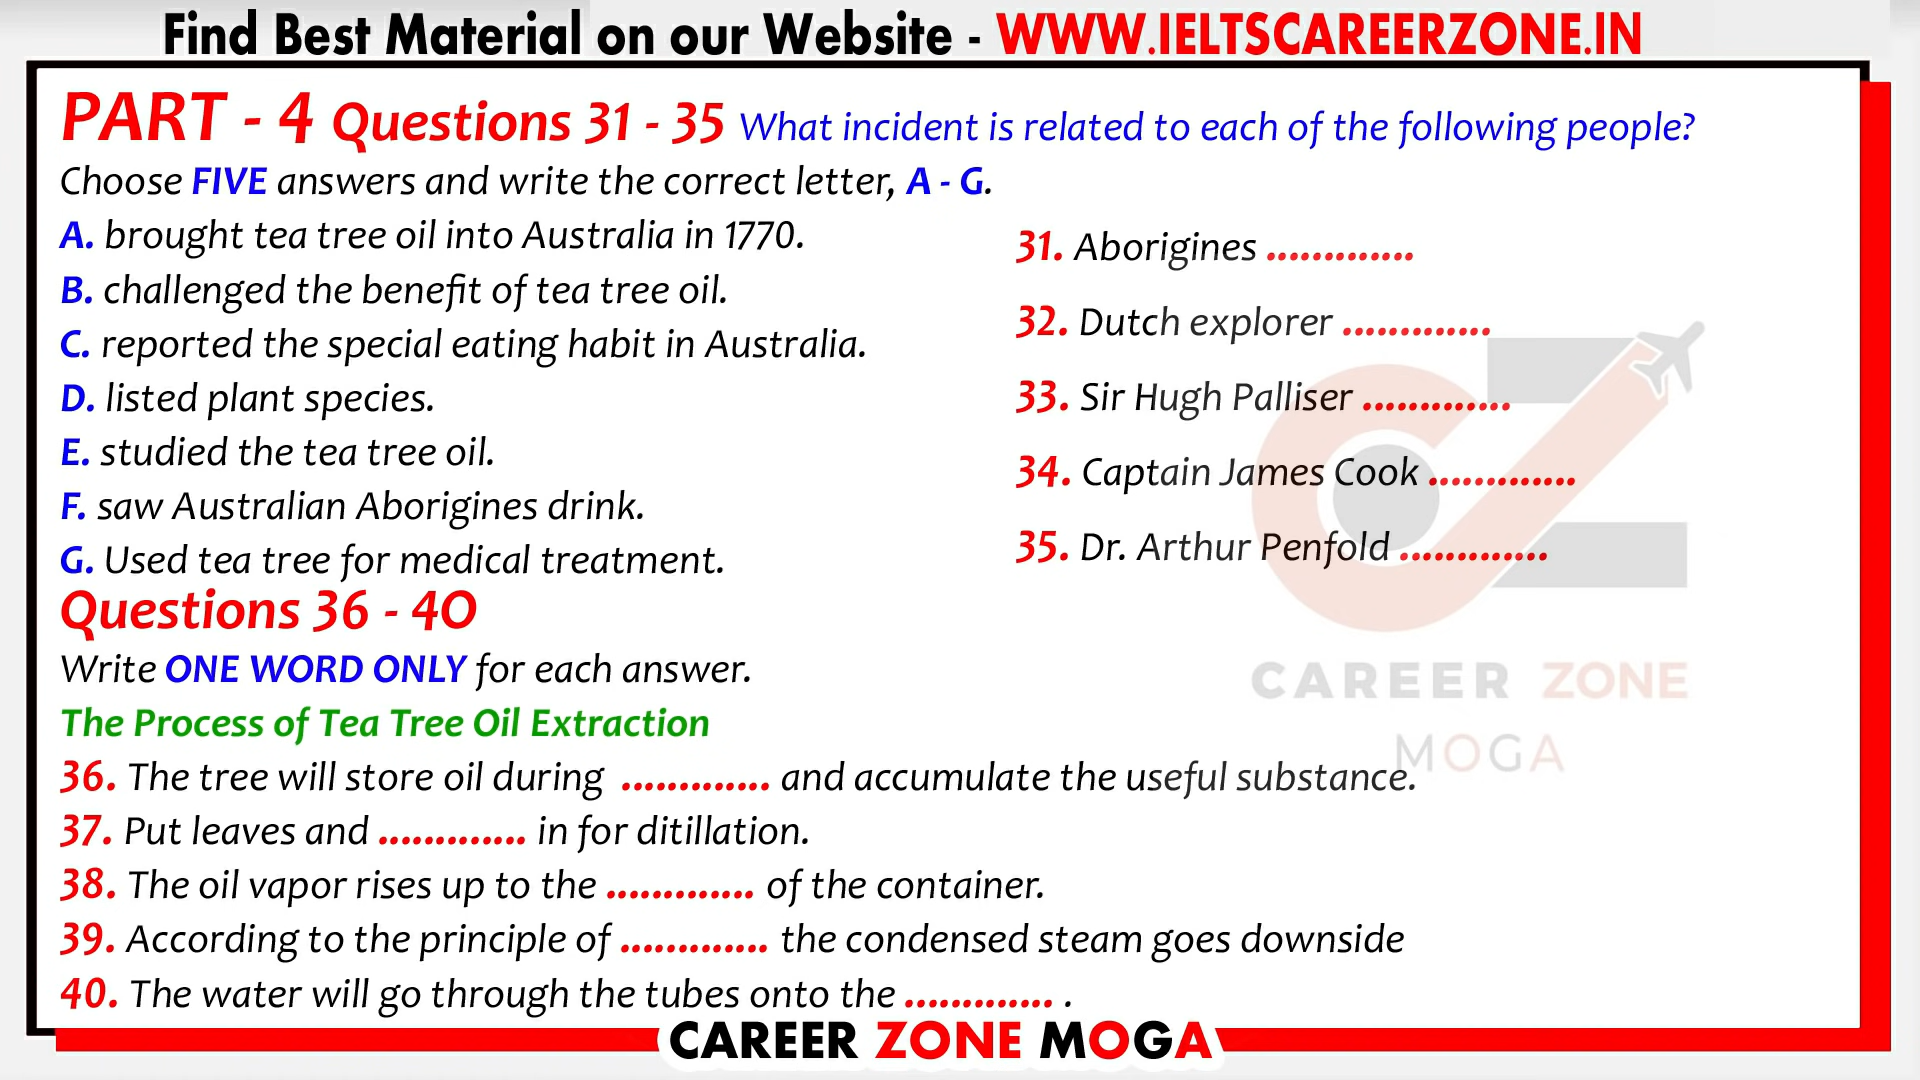 Find Best Material on our Website - WWW.IELTSCAREERZONE.IN
PART - 4 Questions 31 - 35 What incident is related to each of the following people?
Choose FIVE answers and write the correct letter, A - G.
A. brought tea tree oil into Australia in 1770.
B. challenged the benefit of tea tree oil.
C. reported the special eating habit in Australia.
D. listed plant species.
E. studied the tea tree oil.
F. saw Australian Aborigines drink.
G. Used tea tree for medical treatment.
31. Aborigines .............
32. Dutch explorer .............
33. Sir Hugh Palliser .............
34. Captain James Cook .............
35. Dr. Arthur Penfold .............
Questions 36 - 40
Write ONE WORD ONLY for each answer.
The Process of Tea Tree Oil Extraction
36. The tree will store oil during ............. and accumulate the useful substance.
37. Put leaves and ............. in for ditillation.
38. The oil vapor rises up to the ............. of the container.
39. According to the principle of ............. the condensed steam goes downside
40. The water will go through the tubes onto the ............. .
CAREER ZONE
MOGA
CAREER ZONE MOGA